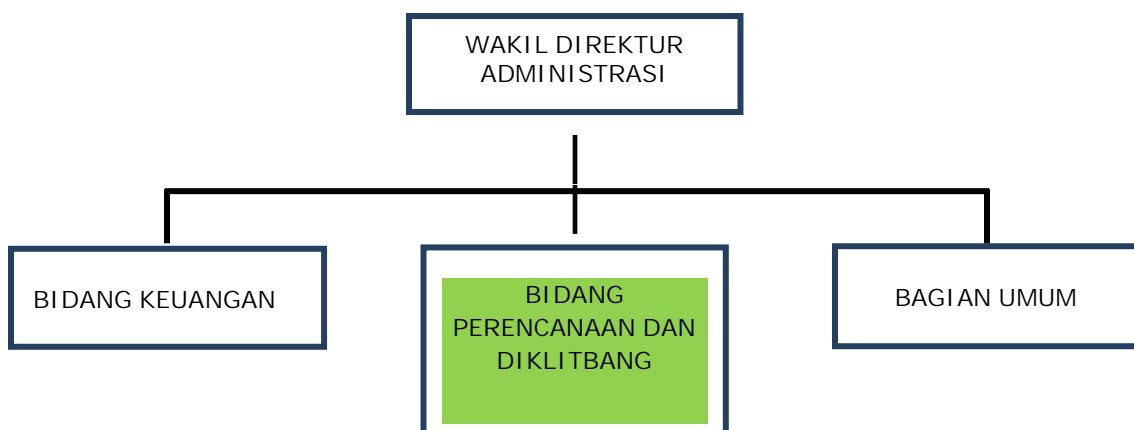 WAKIL DIREKTUR
ADMINISTRASI
BIDANG KEUANGAN
BIDANG
PERENCANAAN DAN
DIKLITBANG
BAGIAN UMUM